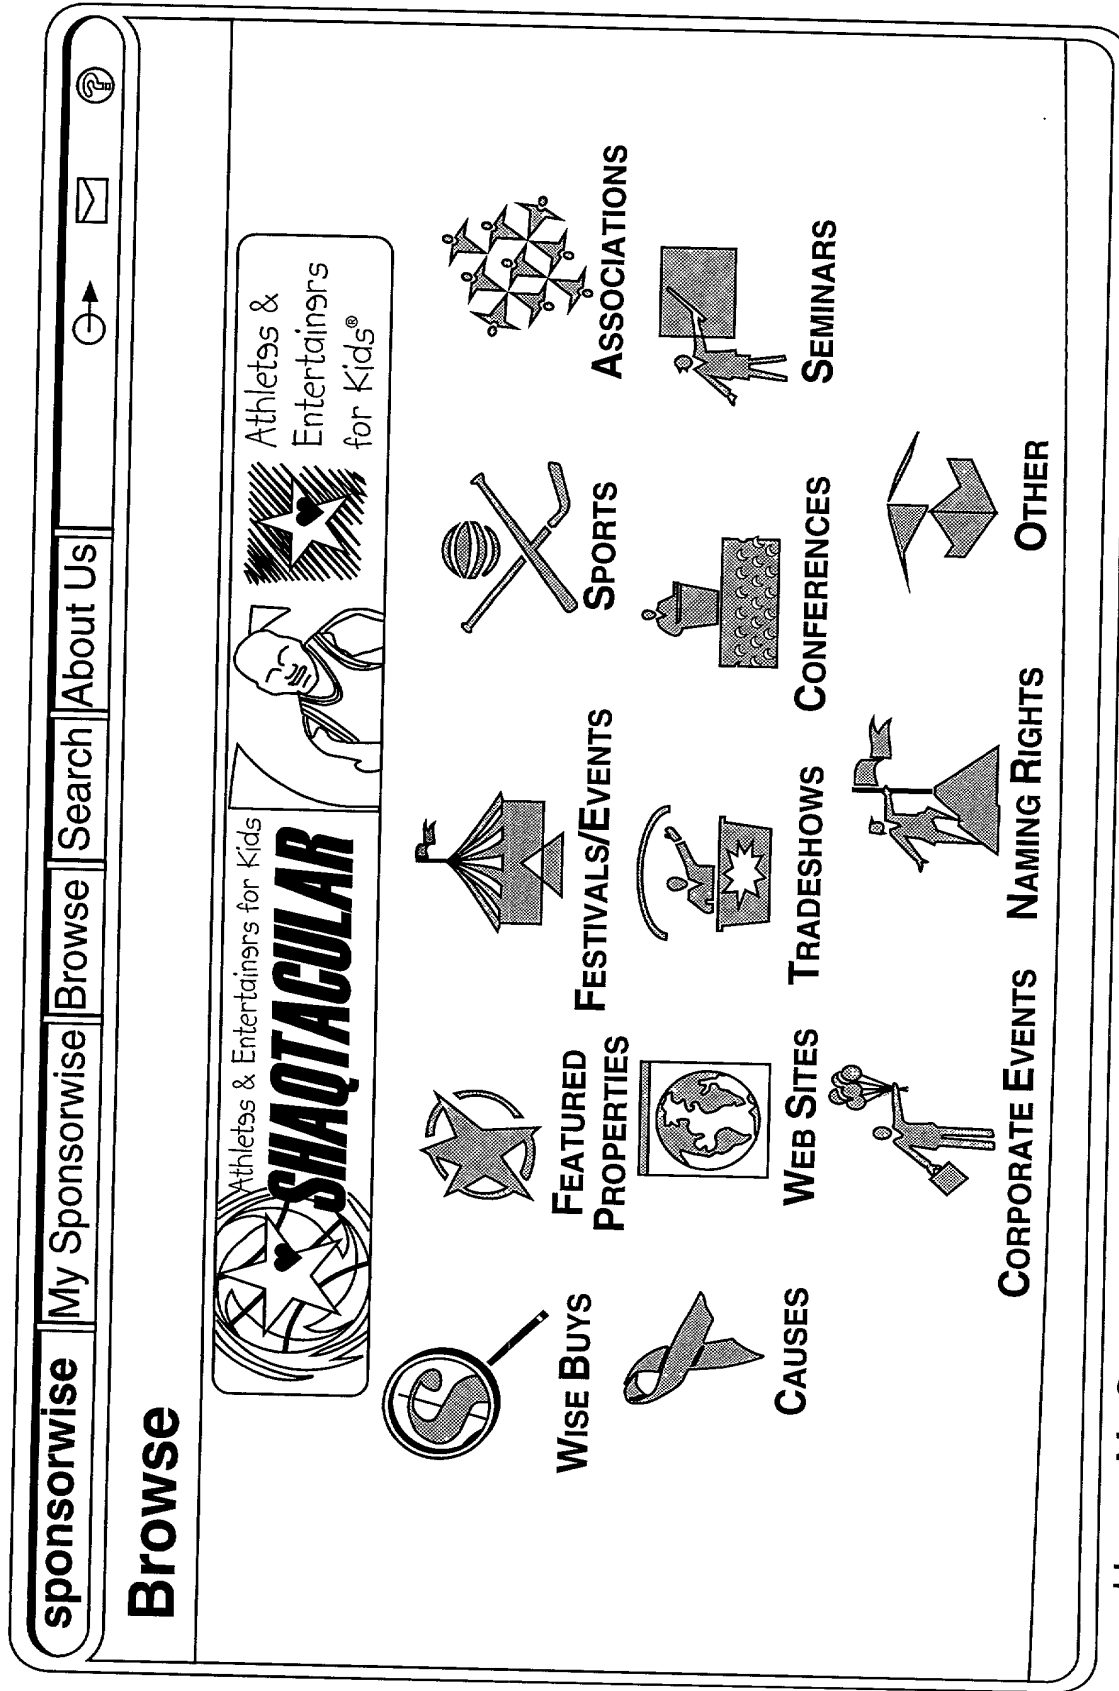 sponsorwise My Sponsorwise Browse Search About Us ?
Browse
Athletes & Entertainers for Kids
SHAQTACULAR
Athletes &
Entertainers
for Kids®
WISE BUYS
FEATURED
PROPERTIES
FESTIVALS/EVENTS
SPORTS
ASSOCIATIONS
CAUSES
WEB SITES
TRADESHOWS
CONFERENCES
SEMINARS
CORPORATE EVENTS
NAMING RIGHTS
OTHER